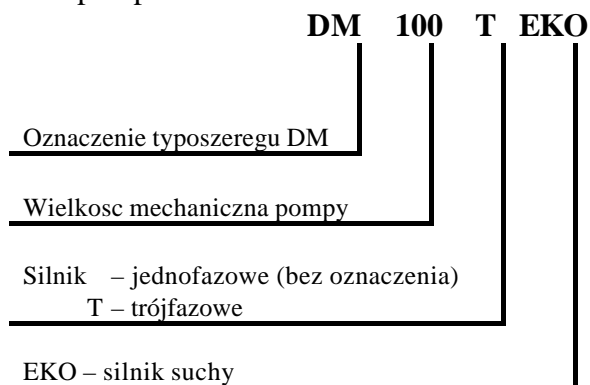 DM 100 T EKO
Oznaczenie typoszeregu DM
Wielkosc mechaniczna pompy
Silnik – jednofazowe (bez oznaczenia)
T – trójfazowe
EKO – silnik suchy